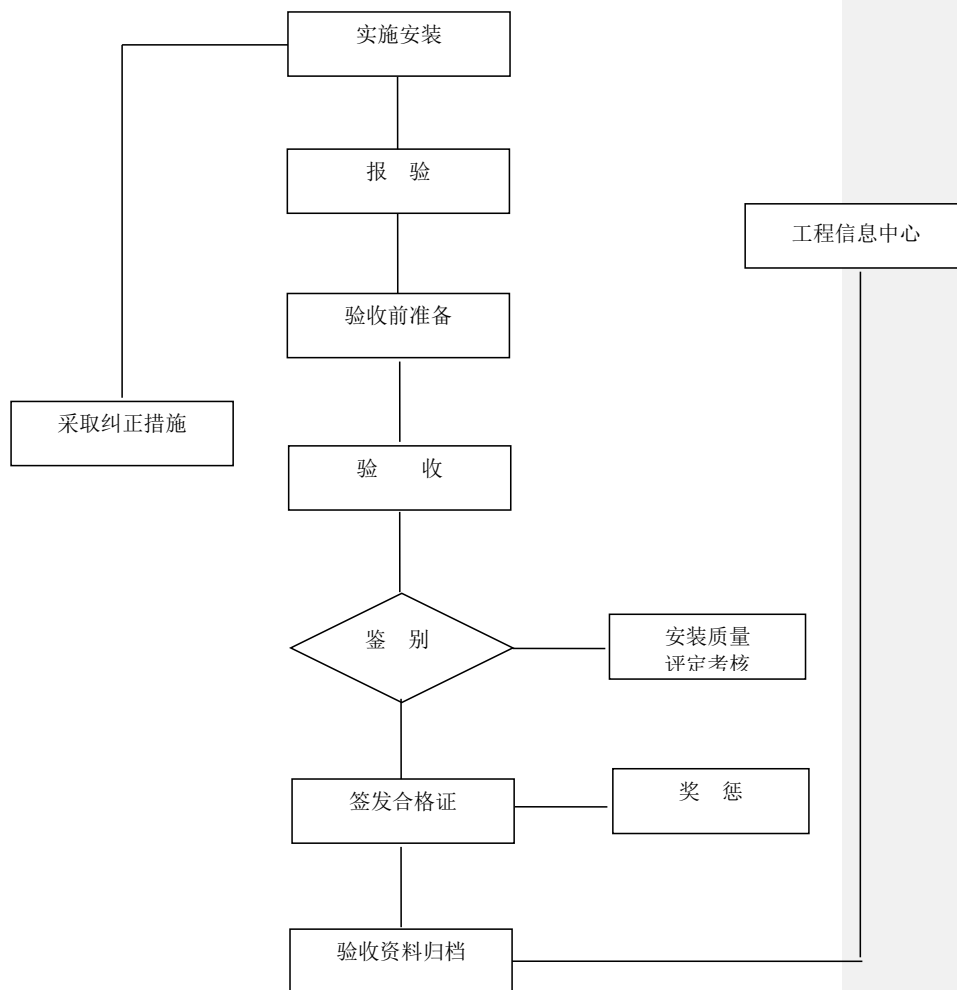 实施安装
报 验
工程信息中心
验收前准备
采取纠正措施
验 收
鉴 别
安装质量
评定考核
签发合格证
奖 惩
验收资料归档